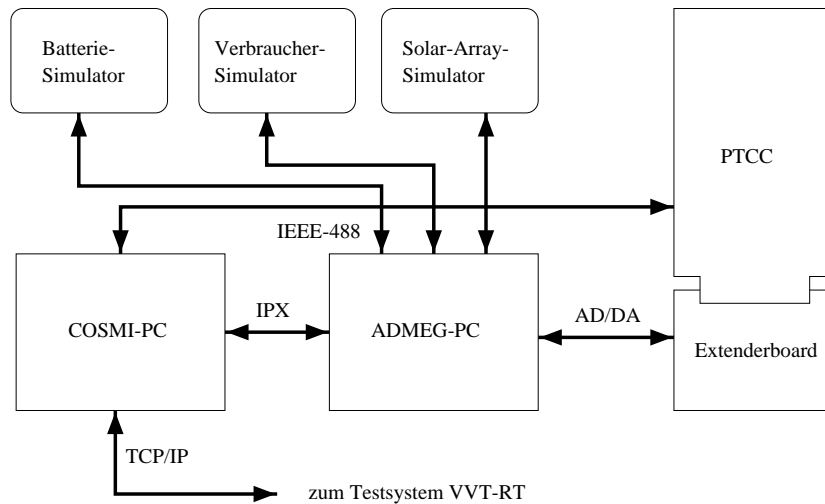 Batterie-
Simulator
Verbraucher-
Simulator
Solar-Array-
Simulator
PTCC
IEEE-488
COSMI-PC
IPX
ADMEG-PC
AD/DA
Extenderboard
TCP/IP
zum Testsystem VVT-RT